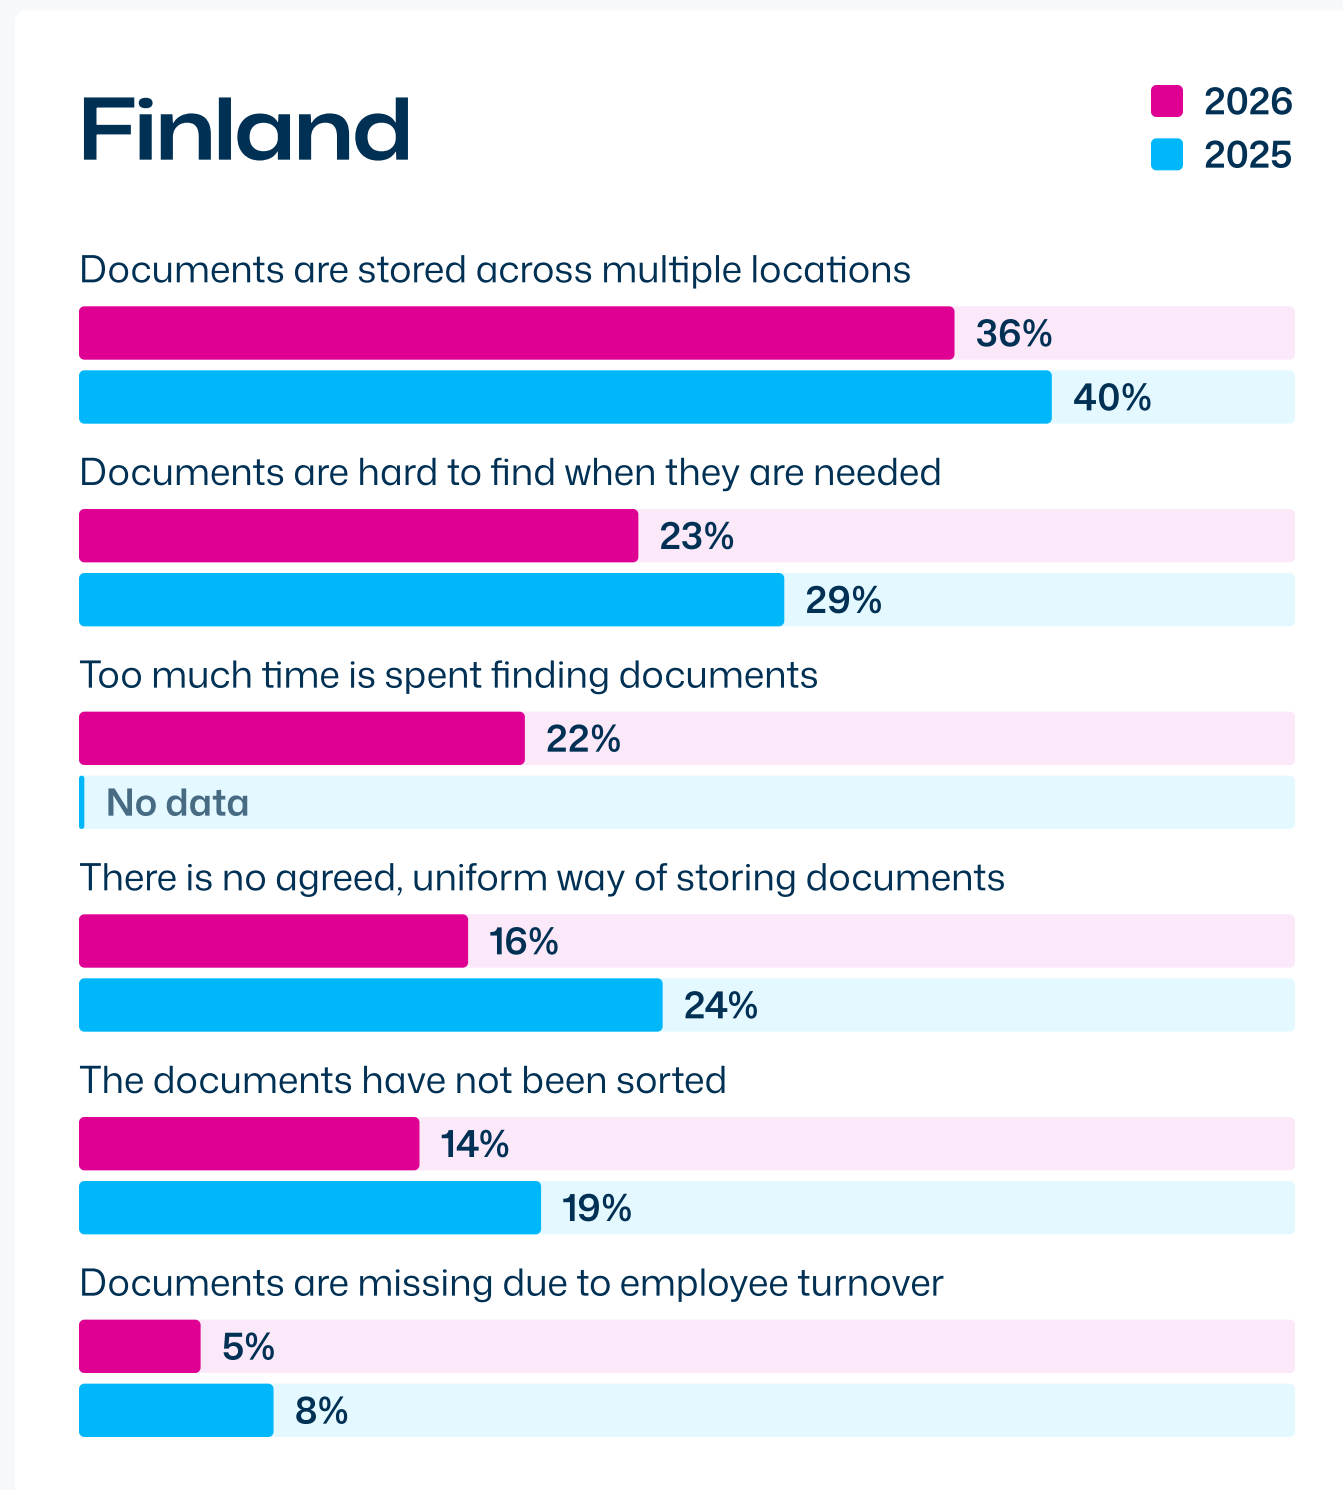 Finland
2026
2025
Documents are stored across multiple locations
36%
40%
Documents are hard to find when they are needed
23%
29%
Too much time is spent finding documents
22%
No data
There is no agreed, uniform way of storing documents
16%
24%
The documents have not been sorted
14%
19%
Documents are missing due to employee turnover
5%
8%